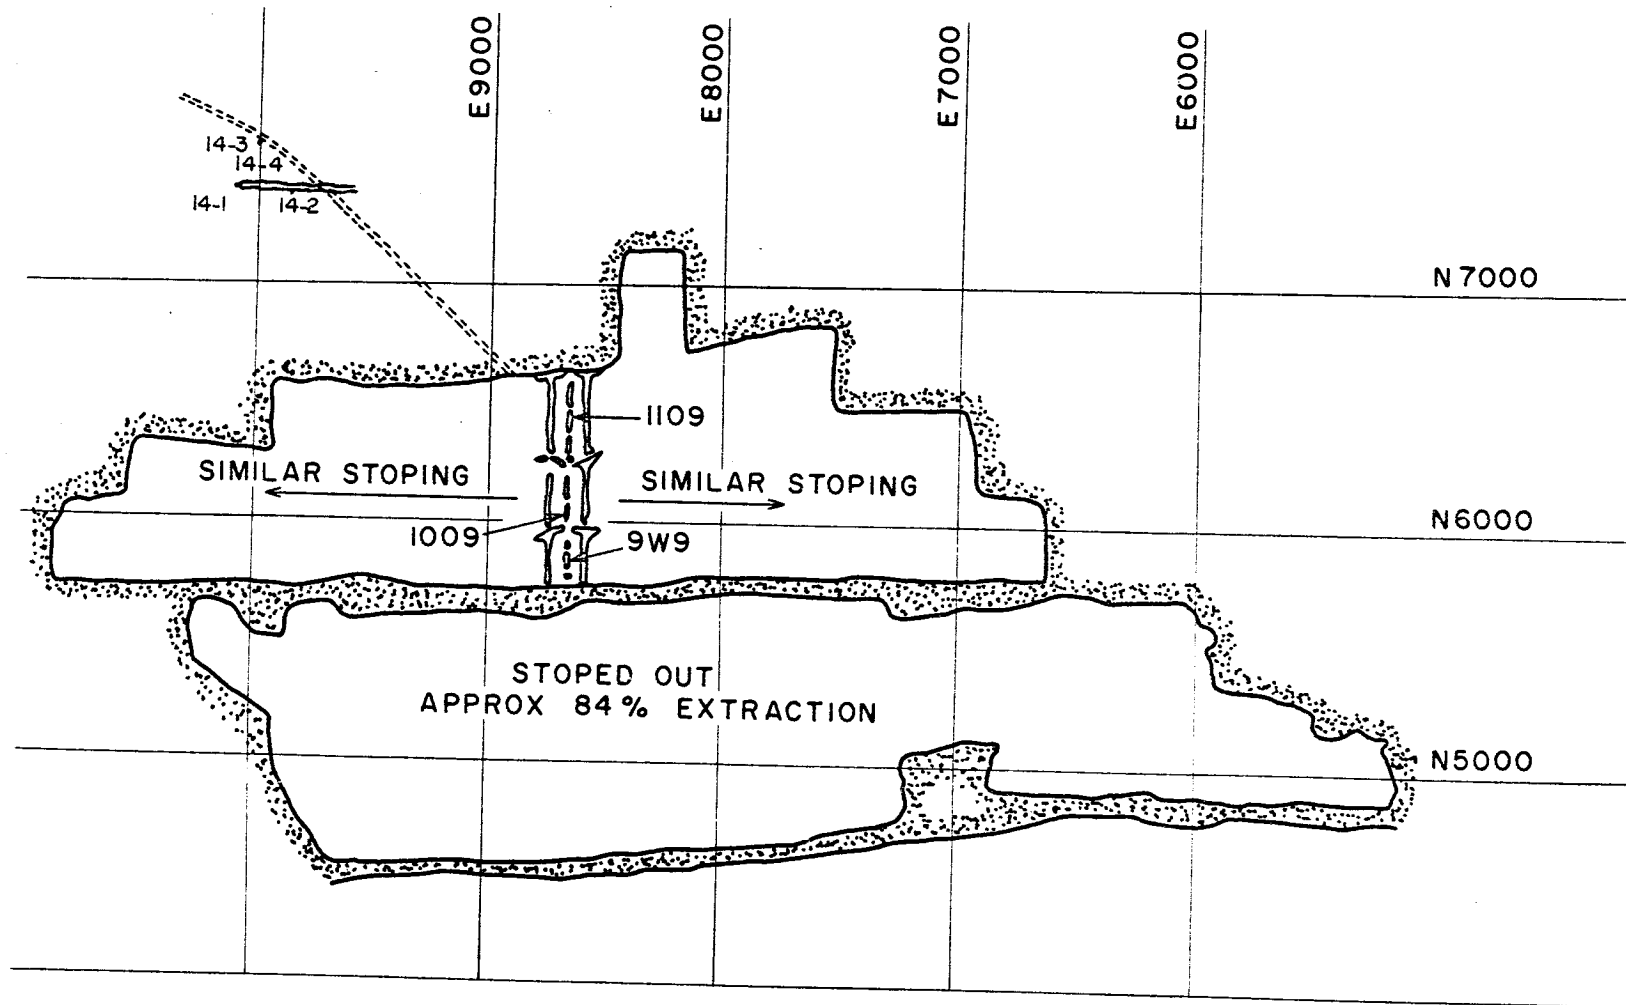 E9000
E8000
E7000
E6000
14-3
14-4
14-1
14-2
N7000
1109
SIMILAR STOPING
SIMILAR STOPING
1009
9W9
N6000
STOPED OUT
APPROX 84% EXTRACTION
N5000